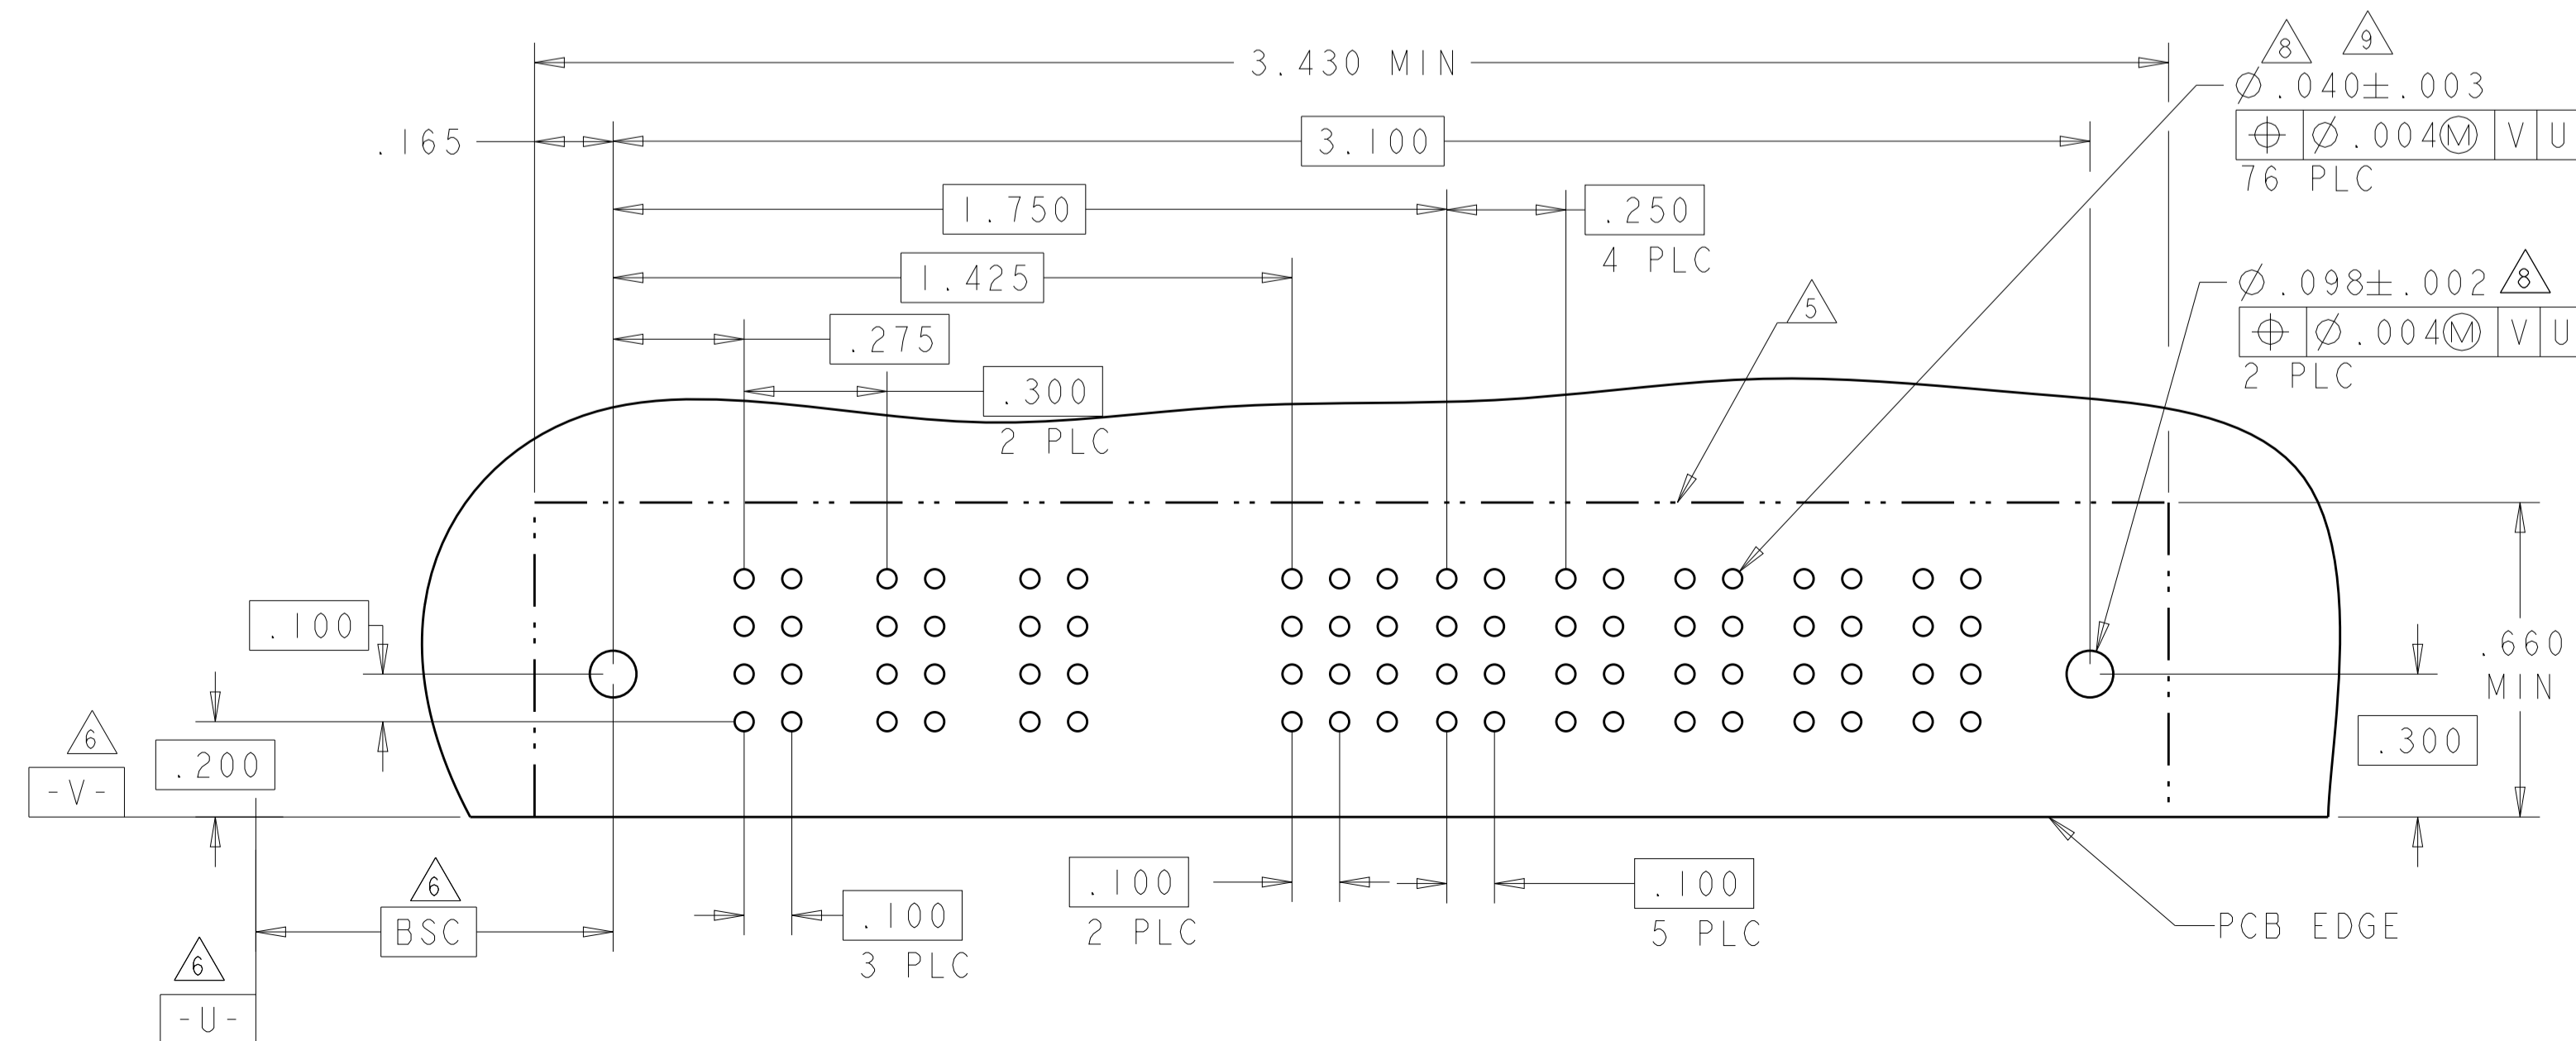 3.430 MIN
8
9
⌀.040±.003
⌖ ⌀.004Ⓜ V U
76 PLC
.165
3.100
1.750
.250
4 PLC
1.425
⌀.098±.002 8
⌖ ⌀.004Ⓜ V U
2 PLC
5
.275
.300
2 PLC
.100
.660
MIN
6
-V-
.200
.300
6
BSC
.100
3 PLC
.100
2 PLC
.100
5 PLC
PCB EDGE
6
-U-